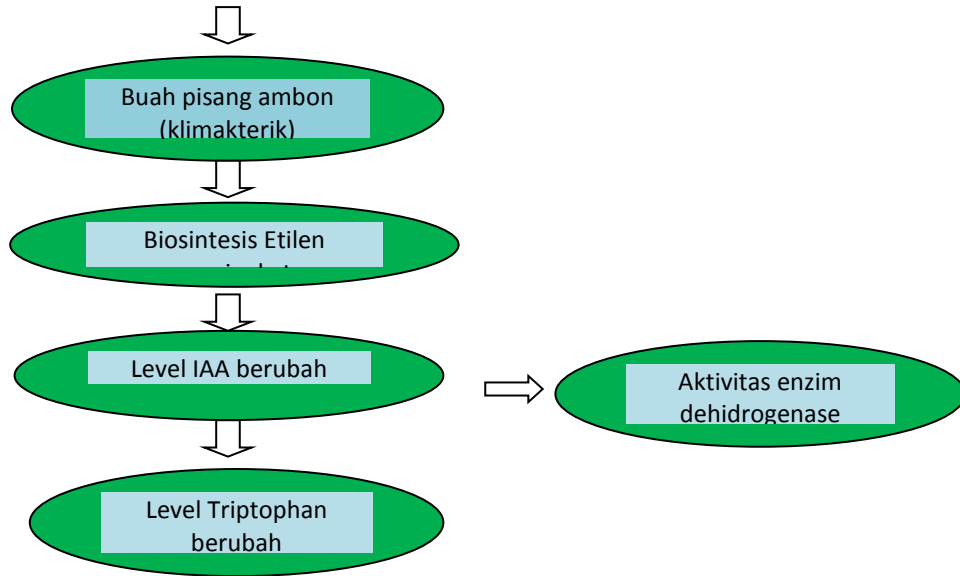 Buah pisang ambon
(klimakterik)
Biosintesis Etilen
Level IAA berubah
Aktivitas enzim
dehidrogenase
Level Triptophan
berubah